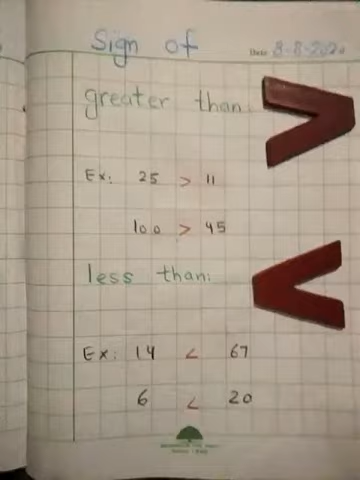 Sign of
Date 8-8-2020
greater than:
Ex: 25 > 11
100 > 45
less than:
Ex: 14 < 67
6 < 20